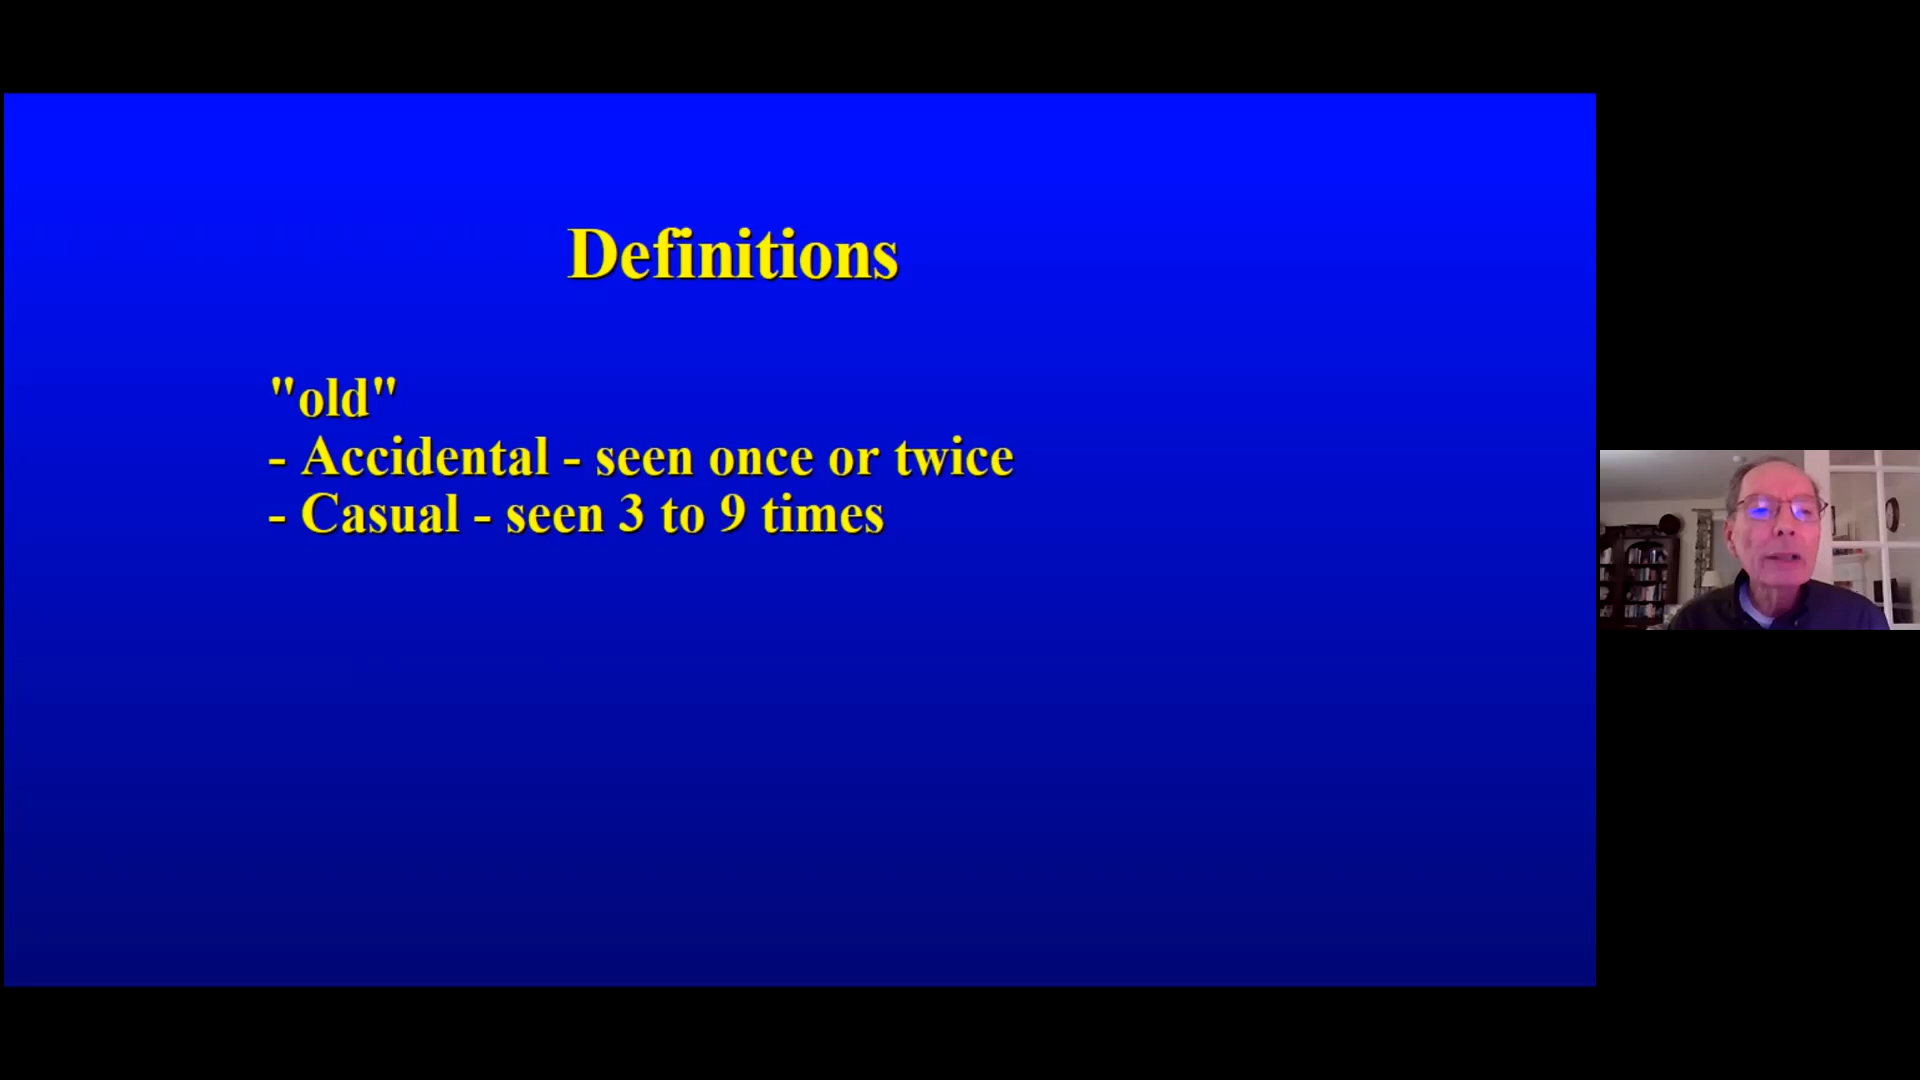 Definitions
"old"
- Accidental - seen once or twice
- Casual - seen 3 to 9 times